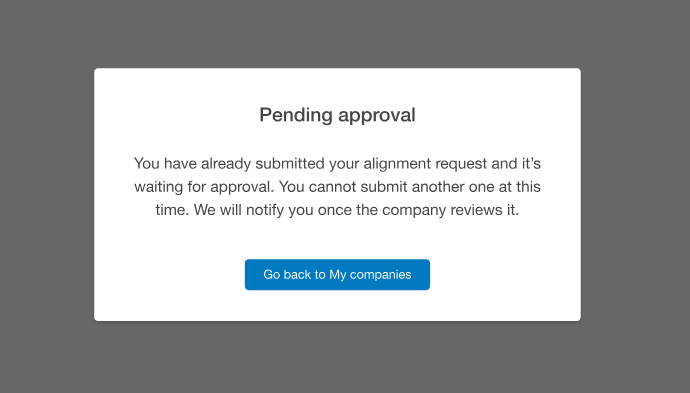 Pending approval
You have already submitted your alignment request and it’s
waiting for approval. You cannot submit another one at this
time. We will notify you once the company reviews it.
Go back to My companies